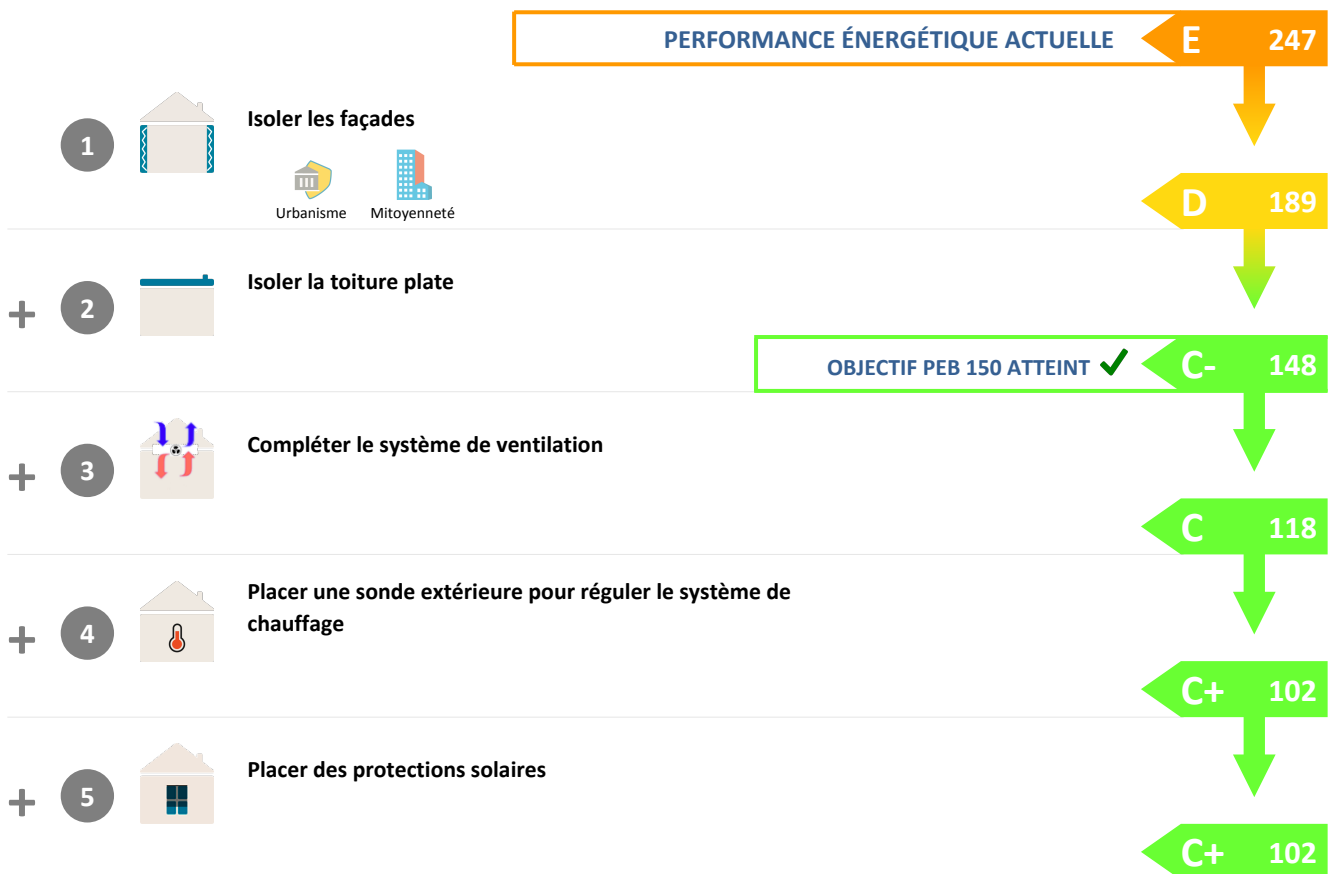 PERFORMANCE ÉNERGÉTIQUE ACTUELLE E 247
1 Isoler les façades
Urbanisme Mitoyenneté
D 189
+ 2 Isoler la toiture plate
OBJECTIF PEB 150 ATTEINT ✔ C- 148
+ 3 Compléter le système de ventilation
C 118
+ 4 Placer une sonde extérieure pour réguler le système de
chauffage
C+ 102
+ 5 Placer des protections solaires
C+ 102